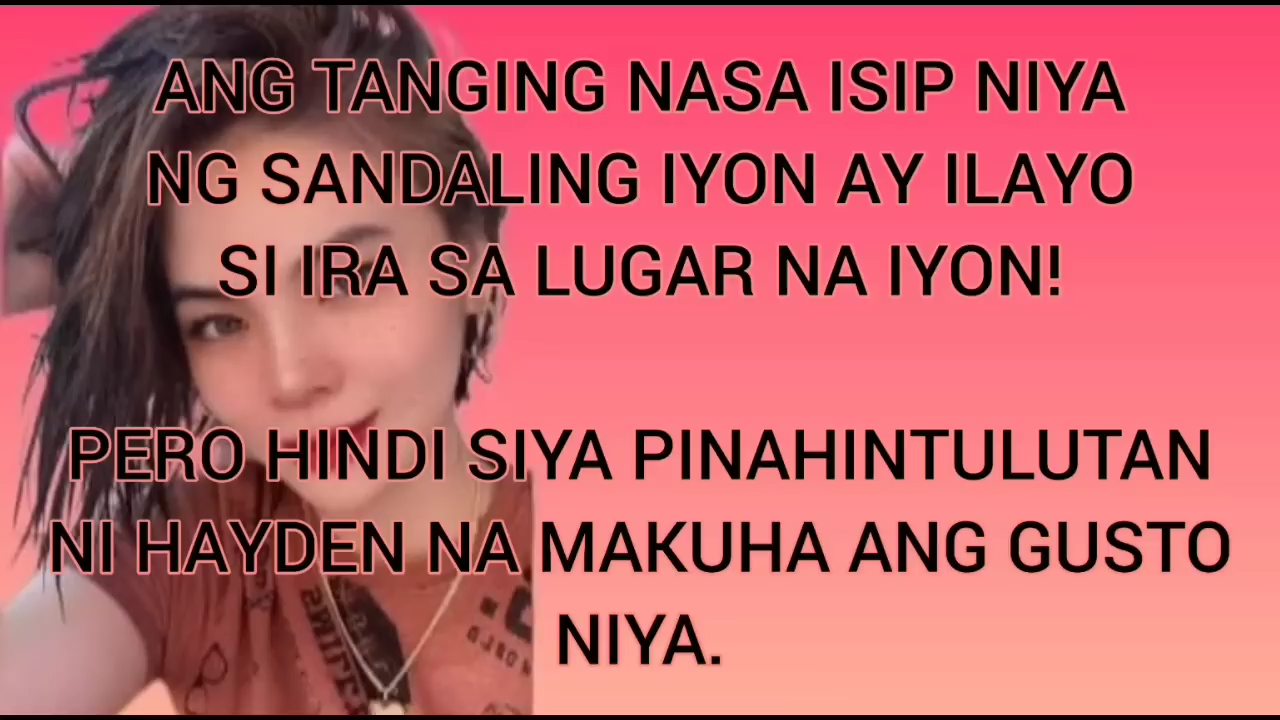 ANG TANGING NASA ISIP NIYA
NG SANDALING IYON AY ILAYO
SI IRA SA LUGAR NA IYON!
PERO HINDI SIYA PINAHINTULUTAN
NI HAYDEN NA MAKUHA ANG GUSTO
NIYA.